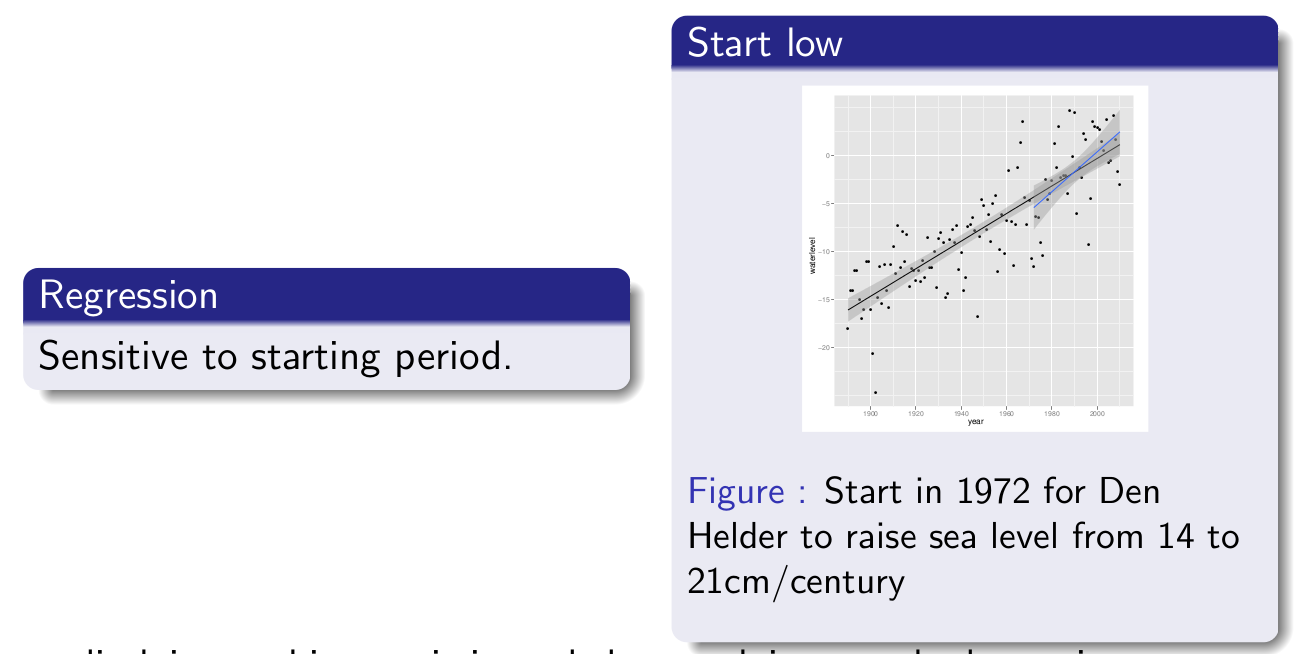 Regression
Sensitive to starting period.
Start low
0
−5
−10
−15
−20
waterlevel
1900 1920 1940 1960 1980 2000
year
Figure : Start in 1972 for Den
Helder to raise sea level from 14 to
21cm/century